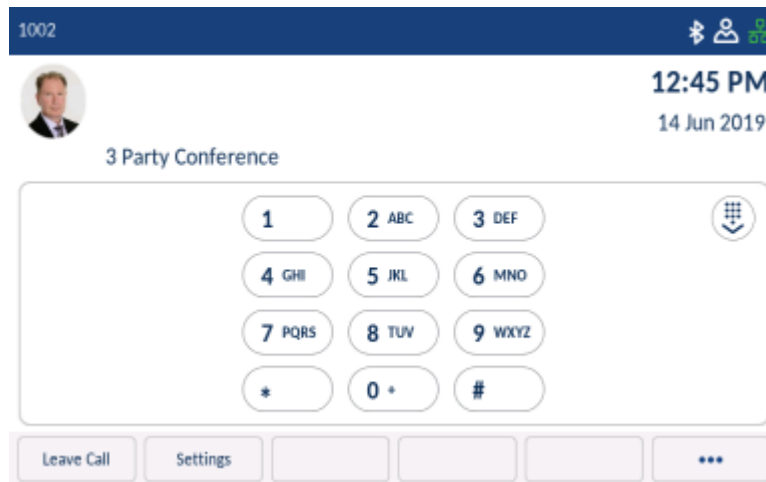 1002
12:45 PM
14 Jun 2019
3 Party Conference
1 2 ABC 3 DEF
4 GHI 5 JKL 6 MNO
7 PQRS 8 TUV 9 WXYZ
* 0 + #
Leave Call Settings •••